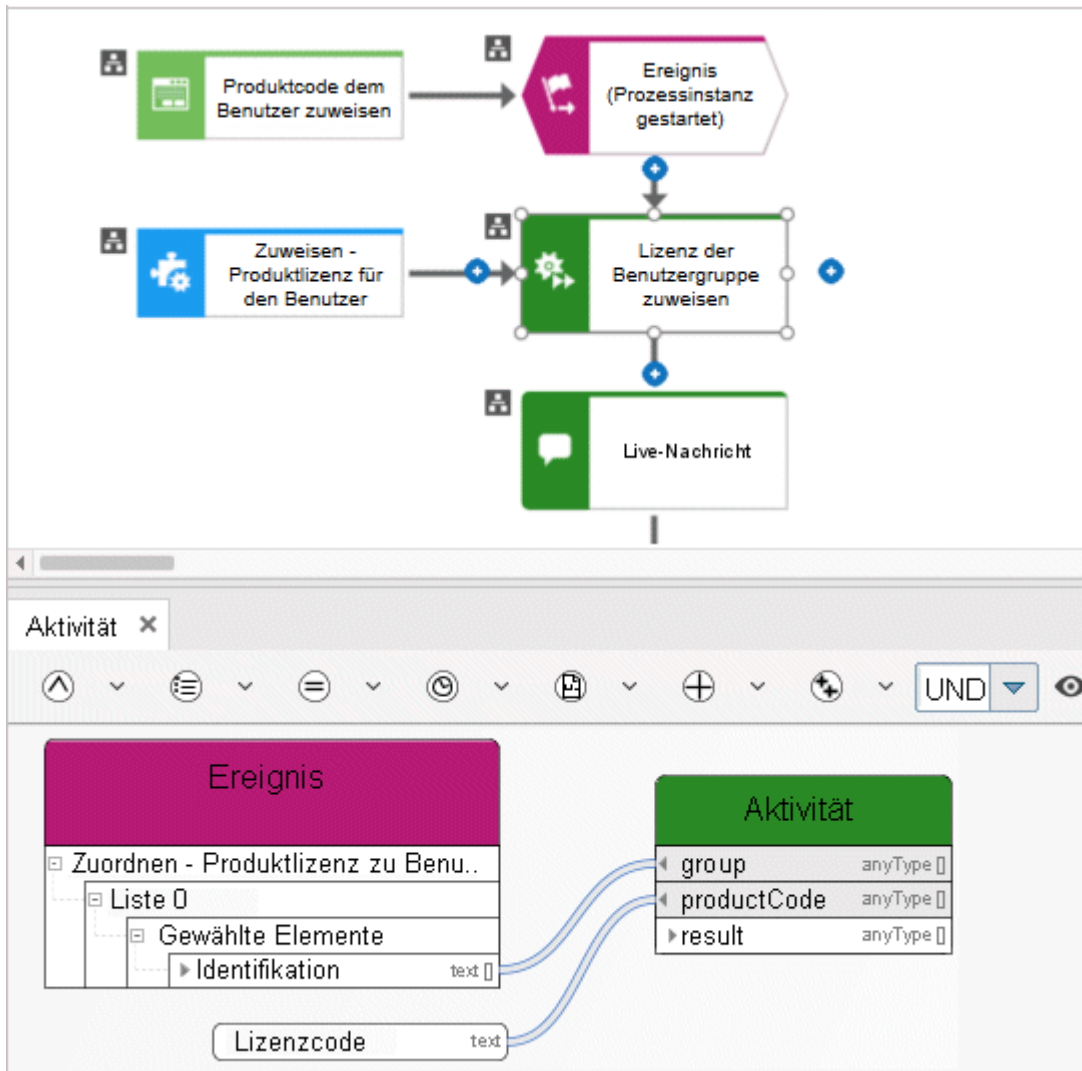 Produktcode dem
Benutzer zuweisen
Ereignis
(Prozessinstanz
gestartet)
Zuweisen -
Produktlizenz für
den Benutzer
Lizenz der
Benutzergruppe
zuweisen
Live-Nachricht
Aktivität
UND
Ereignis
Zuordnen - Produktlizenz zu Benu..
Liste 0
Gewählte Elemente
Identifikation text []
Lizenzcode text
Aktivität
group anyType []
productCode anyType []
result anyType []